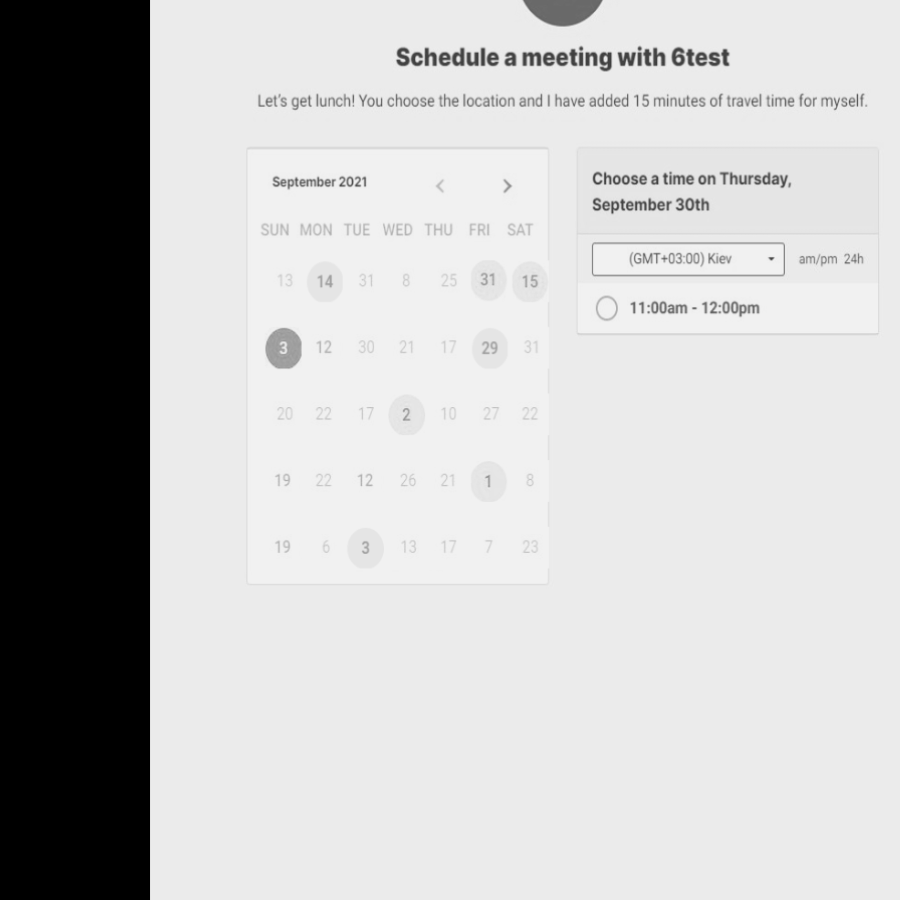 Schedule a meeting with 6test
Let's get lunch! You choose the location and I have added 15 minutes of travel time for myself.
September 2021
SUN MON TUE WED THU FRI SAT
13 14 31 8 25 31 15
3 12 30 21 17 29 31
20 22 17 2 10 27 22
19 22 12 26 21 1 8
19 6 3 13 17 7 23
Choose a time on Thursday,
September 30th
(GMT+03:00) Kiev am/pm 24h
11:00am - 12:00pm